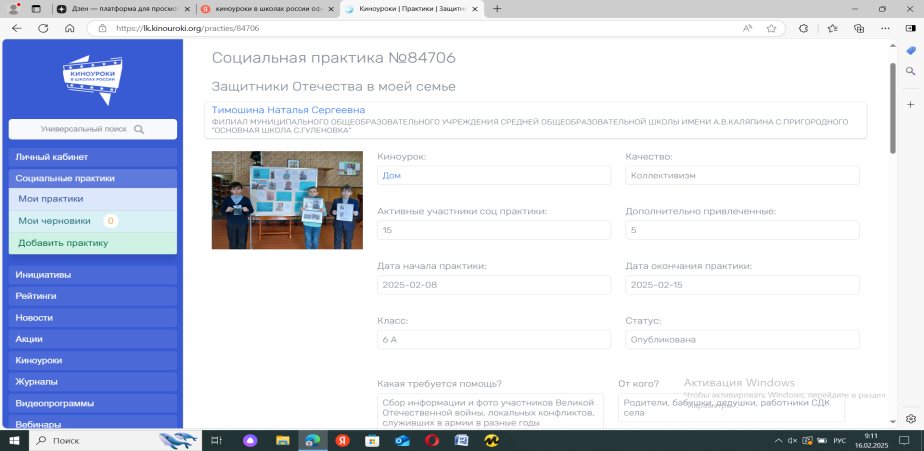 Дзен — платформа для просмот
киноуроки в школах россии оф
Киноуроки | Практики | Защитн
https://lk.kinouroki.org/practies/84706
КИНОУРОКИ
В ШКОЛАХ РОССИИ
Универсальный поиск
Личный кабинет
Социальные практики
Мои практики
Мои черновики 0
Добавить практику
Инициативы
Рейтинги
Новости
Акции
Киноуроки
Журналы
Видеопрограммы
Вебинары
Социальная практика №84706
Защитники Отечества в моей семье
Тимошина Наталья Сергеевна
ФИЛИАЛ МУНИЦИПАЛЬНОГО ОБЩЕОБРАЗОВАТЕЛЬНОГО УЧРЕЖДЕНИЯ СРЕДНЕЙ ОБЩЕОБРАЗОВАТЕЛЬНОЙ ШКОЛЫ ИМЕНИ А.В.КАЛЯПИНА С.ПРИГОРОДНОГО
"ОСНОВНАЯ ШКОЛА С.ГУЛЕНОВКА"
Киноурок: Качество:
Дом Коллективизм
Активные участники соц практики: Дополнительно привлеченные:
15 5
Дата начала практики: Дата окончания практики:
2025-02-08 2025-02-15
Класс: Статус:
6 А Опубликована
Какая требуется помощь? От кого?
Сбор информации и фото участников Великой
Отечественной войны, локальных конфликтов,
служивших в армии в разные годы
Родители, бабушки, дедушки, работники СДК
села
Активация Windows
Чтобы активировать Windows, перейдите в раздел
Поиск
РУС
9:11
16.02.2025